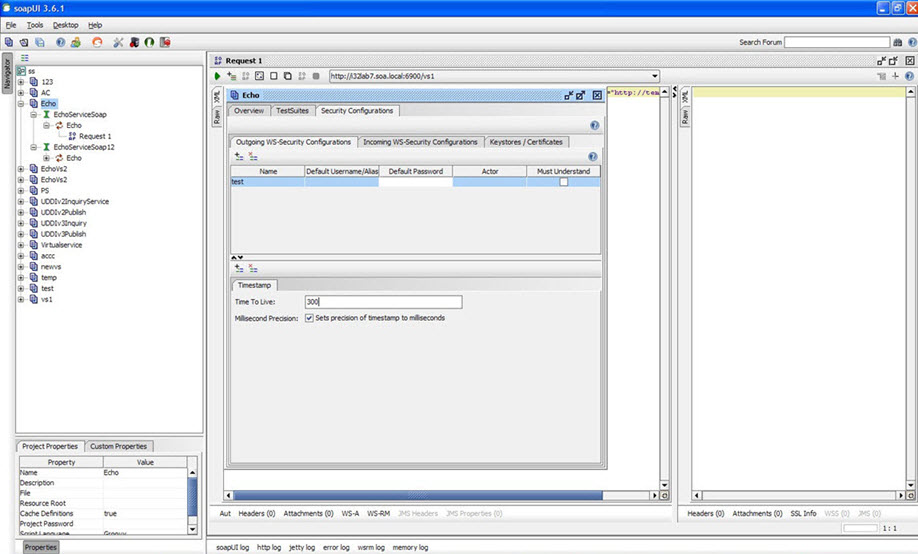 soapUI 3.6.1
File Tools Desktop Help
Search Forum
Navigator
ss
123
AC
Echo
EchoServiceSoap
Echo
Request 1
EchoServiceSoap12
Echo
EchoVs2
EchoVs2
PS
UDDIv2InquiryService
UDDIv2Publish
UDDIv3Inquiry
UDDIv3Publish
Virtualservice
accc
newvs
temp
test
vs1
Project Properties Custom Properties
Property Value
Name Echo
Description
File
Resource Root
Cache Definitions true
Project Password
Script Language Groovy
Properties
Request 1
http://i32lab7.soa.local:6900/vs1
XML
Raw
="http://tem
Echo
Overview TestSuites Security Configurations
Outgoing WS-Security Configurations Incoming WS-Security Configurations Keystores / Certificates
Name Default Username/Alias Default Password Actor Must Understand
test
Timestamp
Time To Live: 300
Millisecond Precision: Sets precision of timestamp to milliseconds
Aut Headers (0) Attachments (0) WS-A WS-RM JMS Headers JMS Properties (0)
XML
Raw
Headers (0) Attachments (0) SSL Info WSS (0) JMS (0)
1 : 1
soapUI log http log jetty log error log wsrm log memory log